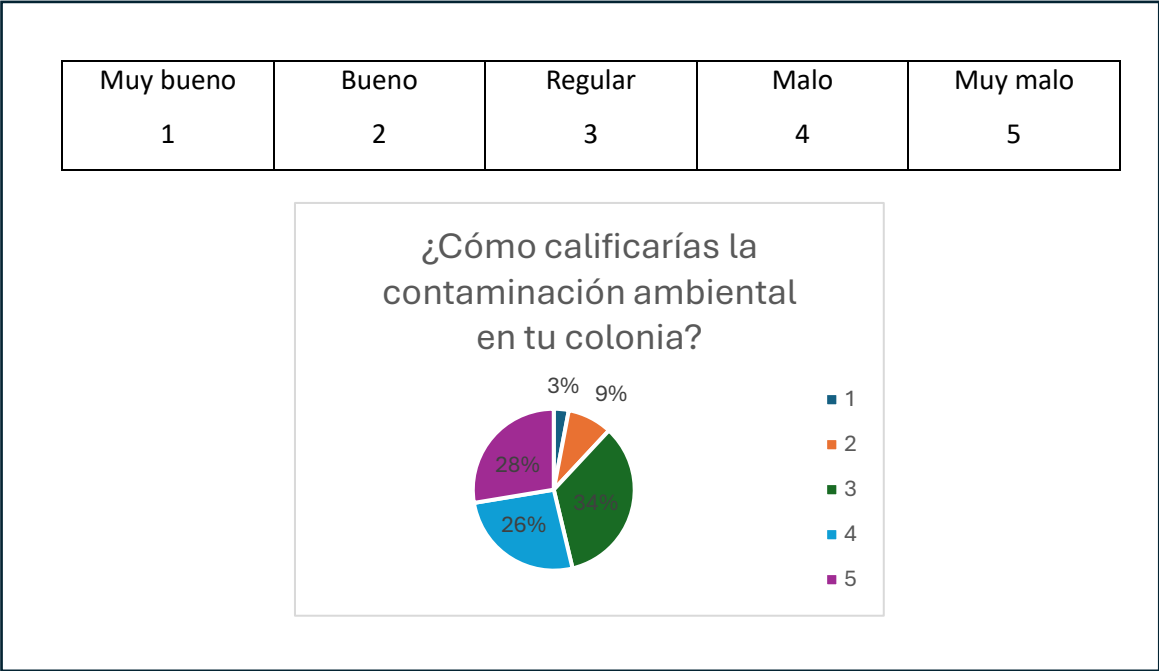 Muy bueno Bueno Regular Malo Muy malo
1 2 3 4 5
¿Cómo calificarías la
contaminación ambiental
en tu colonia?
3% 9%
28%
34%
26%
1
2
3
4
5